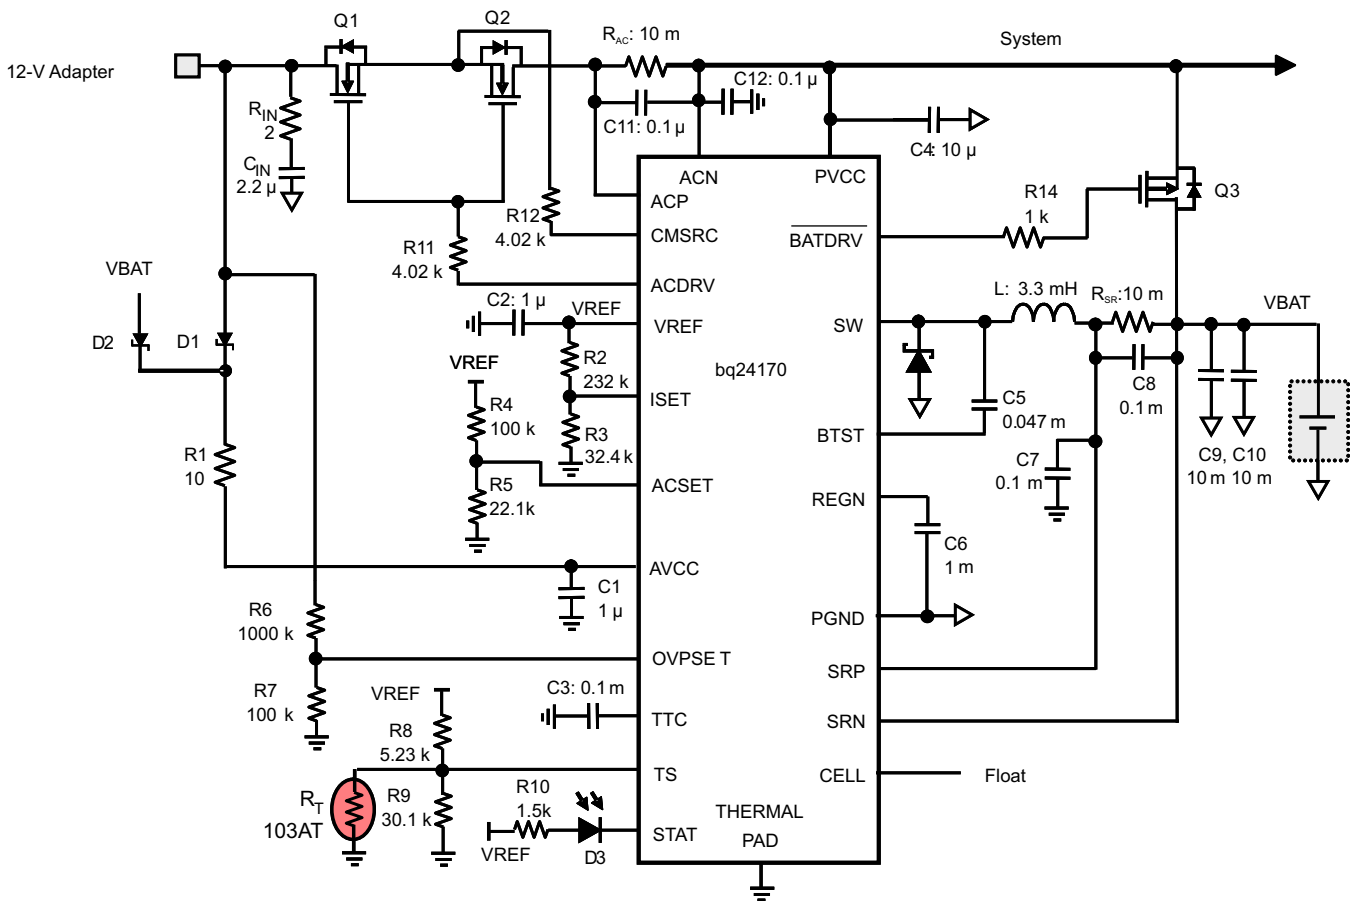 Q1
Q2
R_AC: 10 m
System
12-V Adapter
C12: 0.1 µ
R_IN
2
C11: 0.1 µ
C4: 10 µ
C_IN
2.2 µ
ACN
PVCC
ACP
R14
1 k
Q3
R12
4.02 k
CMSRC
BATDRV
R11
4.02 k
ACDRV
VBAT
C2: 1 µ
VREF
VREF
L: 3.3 mH
R_SR:10 m
VBAT
SW
D2
D1
VREF
R2
232 k
bq24170
C8
0.1 m
R4
100 k
ISET
C5
0.047 m
R3
32.4 k
BTST
R1
10
C7
0.1 m
C9, C10
10 m 10 m
R5
22.1k
ACSET
REGN
C6
1 m
AVCC
C1
1 µ
R6
1000 k
PGND
OVPSE T
SRP
R7
100 k
VREF
C3: 0.1 m
TTC
SRN
R8
5.23 k
TS
CELL
Float
R_T
103AT
R9
30.1 k
R10
1.5k
THERMAL
PAD
STAT
VREF
D3